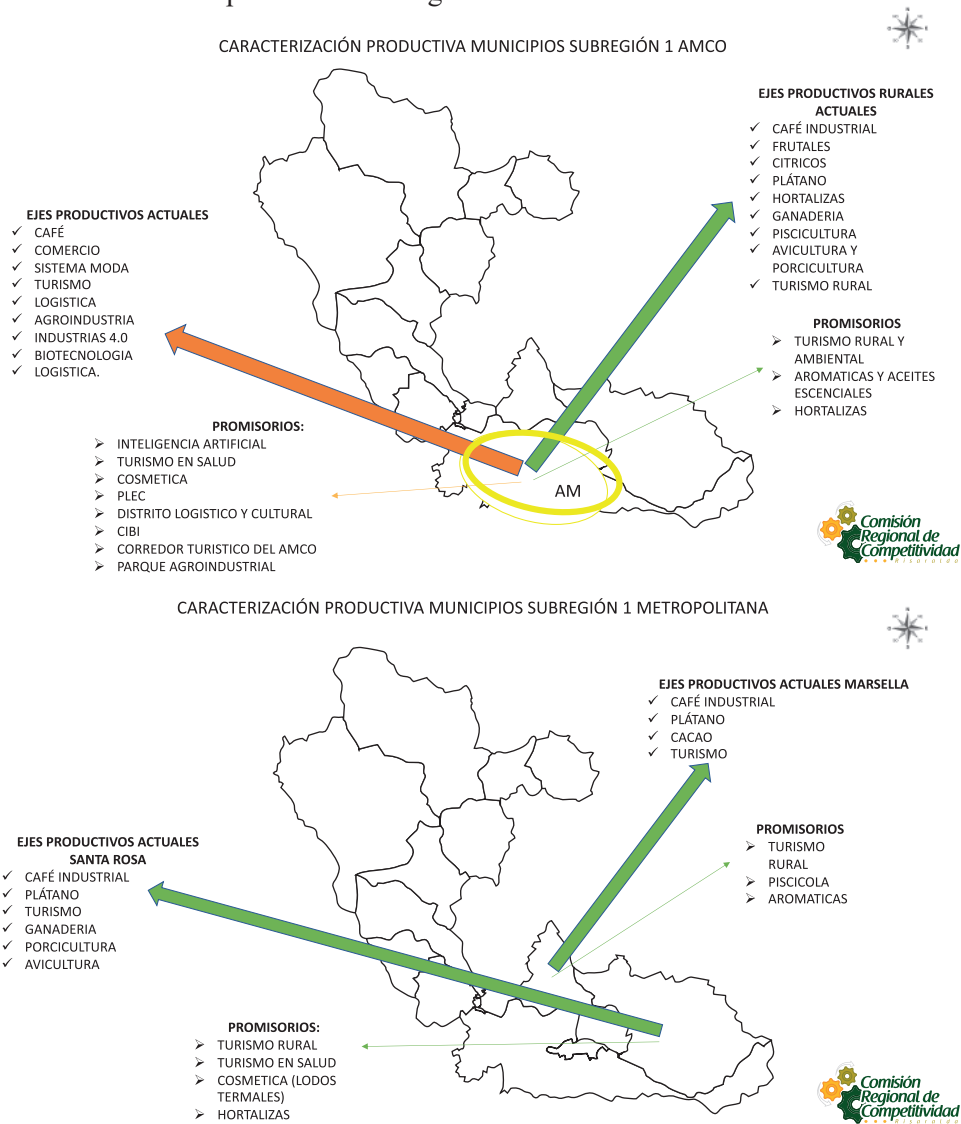 CARACTERIZACIÓN PRODUCTIVA MUNICIPIOS SUBREGIÓN 1 AMCO
EJES PRODUCTIVOS RURALES
ACTUALES
✓ CAFÉ INDUSTRIAL
✓ FRUTALES
✓ CITRICOS
✓ PLÁTANO
✓ HORTALIZAS
✓ GANADERIA
✓ PISCICULTURA
✓ AVICULTURA Y
PORCICULTURA
✓ TURISMO RURAL
EJES PRODUCTIVOS ACTUALES
✓ CAFÉ
✓ COMERCIO
✓ SISTEMA MODA
✓ TURISMO
✓ LOGISTICA
✓ AGROINDUSTRIA
✓ INDUSTRIAS 4.0
✓ BIOTECNOLOGIA
✓ LOGISTICA.
PROMISORIOS
➢ TURISMO RURAL Y
AMBIENTAL
➢ AROMATICAS Y ACEITES
ESCENCIALES
➢ HORTALIZAS
PROMISORIOS:
➢ INTELIGENCIA ARTIFICIAL
➢ TURISMO EN SALUD
➢ COSMETICA
➢ PLEC
➢ DISTRITO LOGISTICO Y CULTURAL
➢ CIBI
➢ CORREDOR TURISTICO DEL AMCO
➢ PARQUE AGROINDUSTRIAL
AM
Comisión
Regional de
Competitividad
Risaralda
CARACTERIZACIÓN PRODUCTIVA MUNICIPIOS SUBREGIÓN 1 METROPOLITANA
EJES PRODUCTIVOS ACTUALES MARSELLA
✓ CAFÉ INDUSTRIAL
✓ PLÁTANO
✓ CACAO
✓ TURISMO
PROMISORIOS
➢ TURISMO
RURAL
➢ PISCICOLA
➢ AROMATICAS
EJES PRODUCTIVOS ACTUALES
SANTA ROSA
✓ CAFÉ INDUSTRIAL
✓ PLÁTANO
✓ TURISMO
✓ GANADERIA
✓ PORCICULTURA
✓ AVICULTURA
PROMISORIOS:
➢ TURISMO RURAL
➢ TURISMO EN SALUD
➢ COSMETICA (LODOS
TERMALES)
➢ HORTALIZAS
Comisión
Regional de
Competitividad
Risaralda